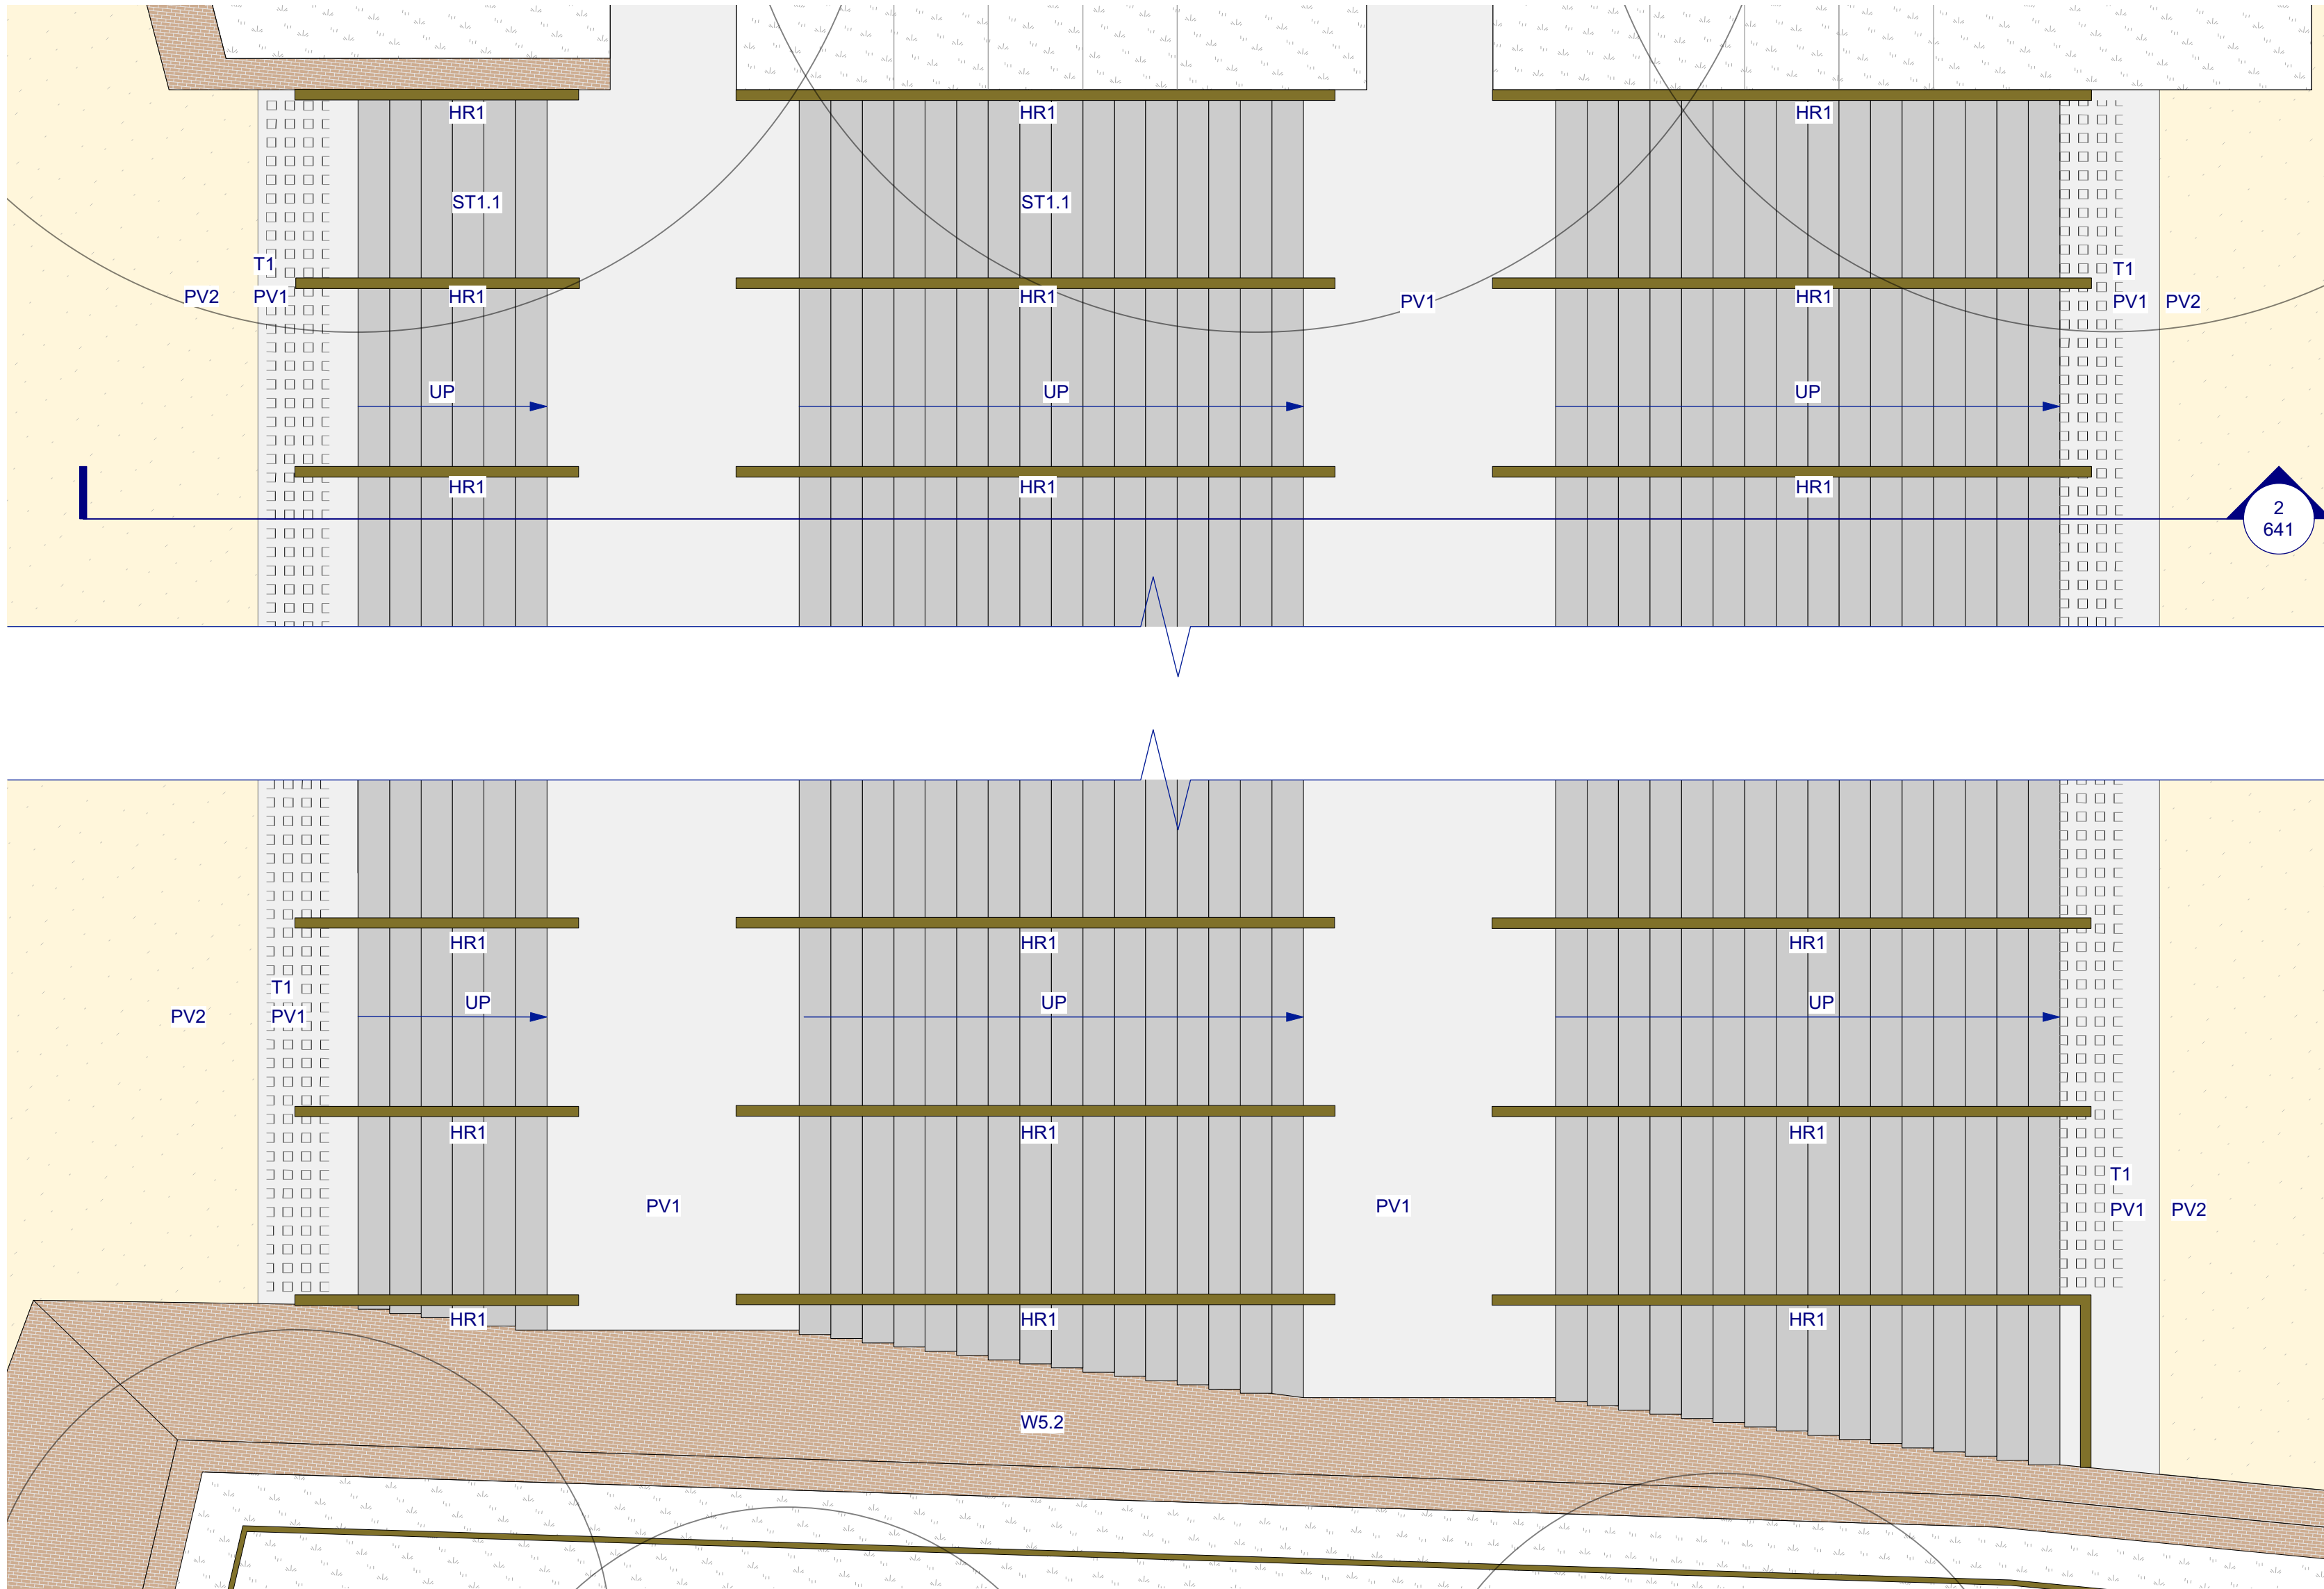 HR1 HR1 HR1
ST1.1 ST1.1
T1 T1
PV2 PV1 HR1 HR1 PV1 HR1 PV1 PV2
UP UP UP
HR1 HR1 HR1
2
641
HR1 HR1 HR1
T1
UP UP UP
PV2 PV1
HR1 HR1 HR1
T1
PV1 PV1 PV1 PV2
HR1 HR1 HR1
W5.2